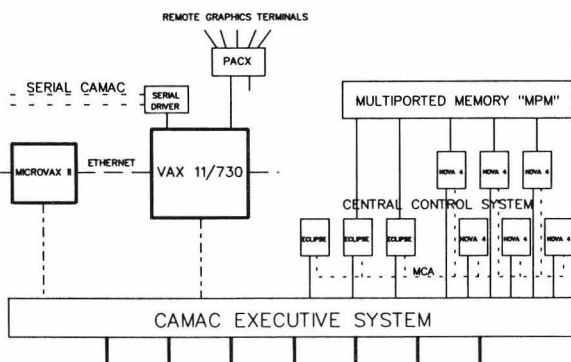 REMOTE GRAPHICS TERMINALS
PACX
SERIAL CAMAC
SERIAL
DRIVER
MULTIPORTED MEMORY "MPM"
MICROVAX II
ETHERNET
VAX 11/730
NOVA 4
NOVA 4
NOVA 4
CENTRAL CONTROL SYSTEM
ECLIPSE
ECLIPSE
ECLIPSE
NOVA 4
NOVA 4
NOVA 4
MCA
CAMAC EXECUTIVE SYSTEM